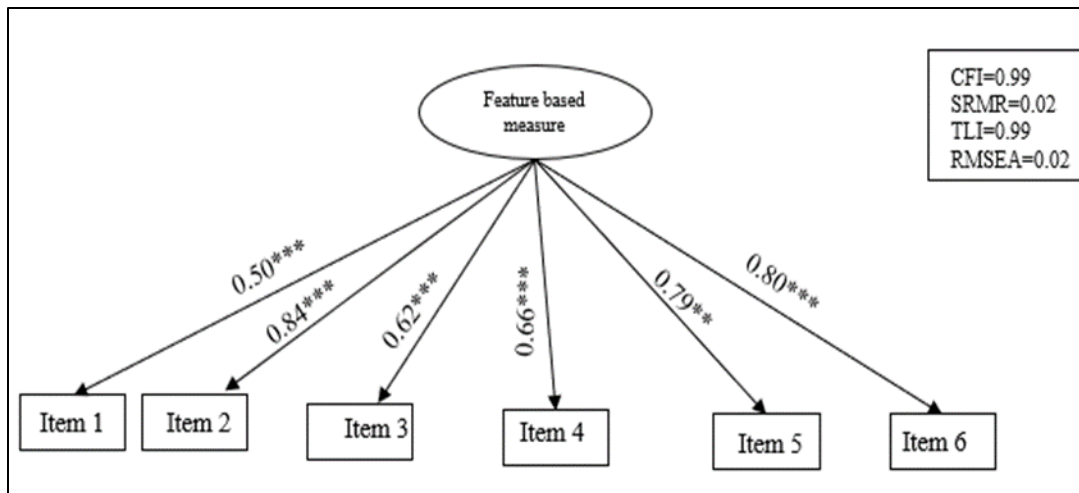 Feature based
measure
CFI=0.99
SRMR=0.02
TLI=0.99
RMSEA=0.02
0.50***
0.84***
0.62***
0.66***
0.79**
0.80***
Item 1
Item 2
Item 3
Item 4
Item 5
Item 6